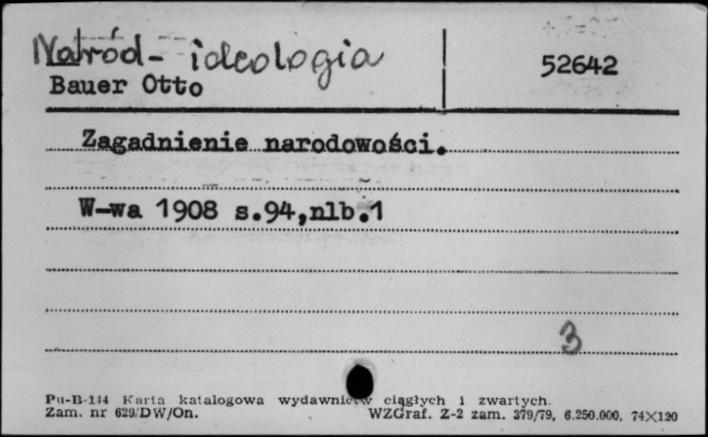 Naród - ideologia
Bauer Otto
52642
Zagadnienie narodowości.
W-wa 1908 s.94,nlb.1
3
Pu-B-144 Karta katalogowa wydawnictw ciągłych i zwartych.
Zam. nr 629/DW/On. WZGraf. Z-2 zam. 379/79, 6.250.000, 74×120